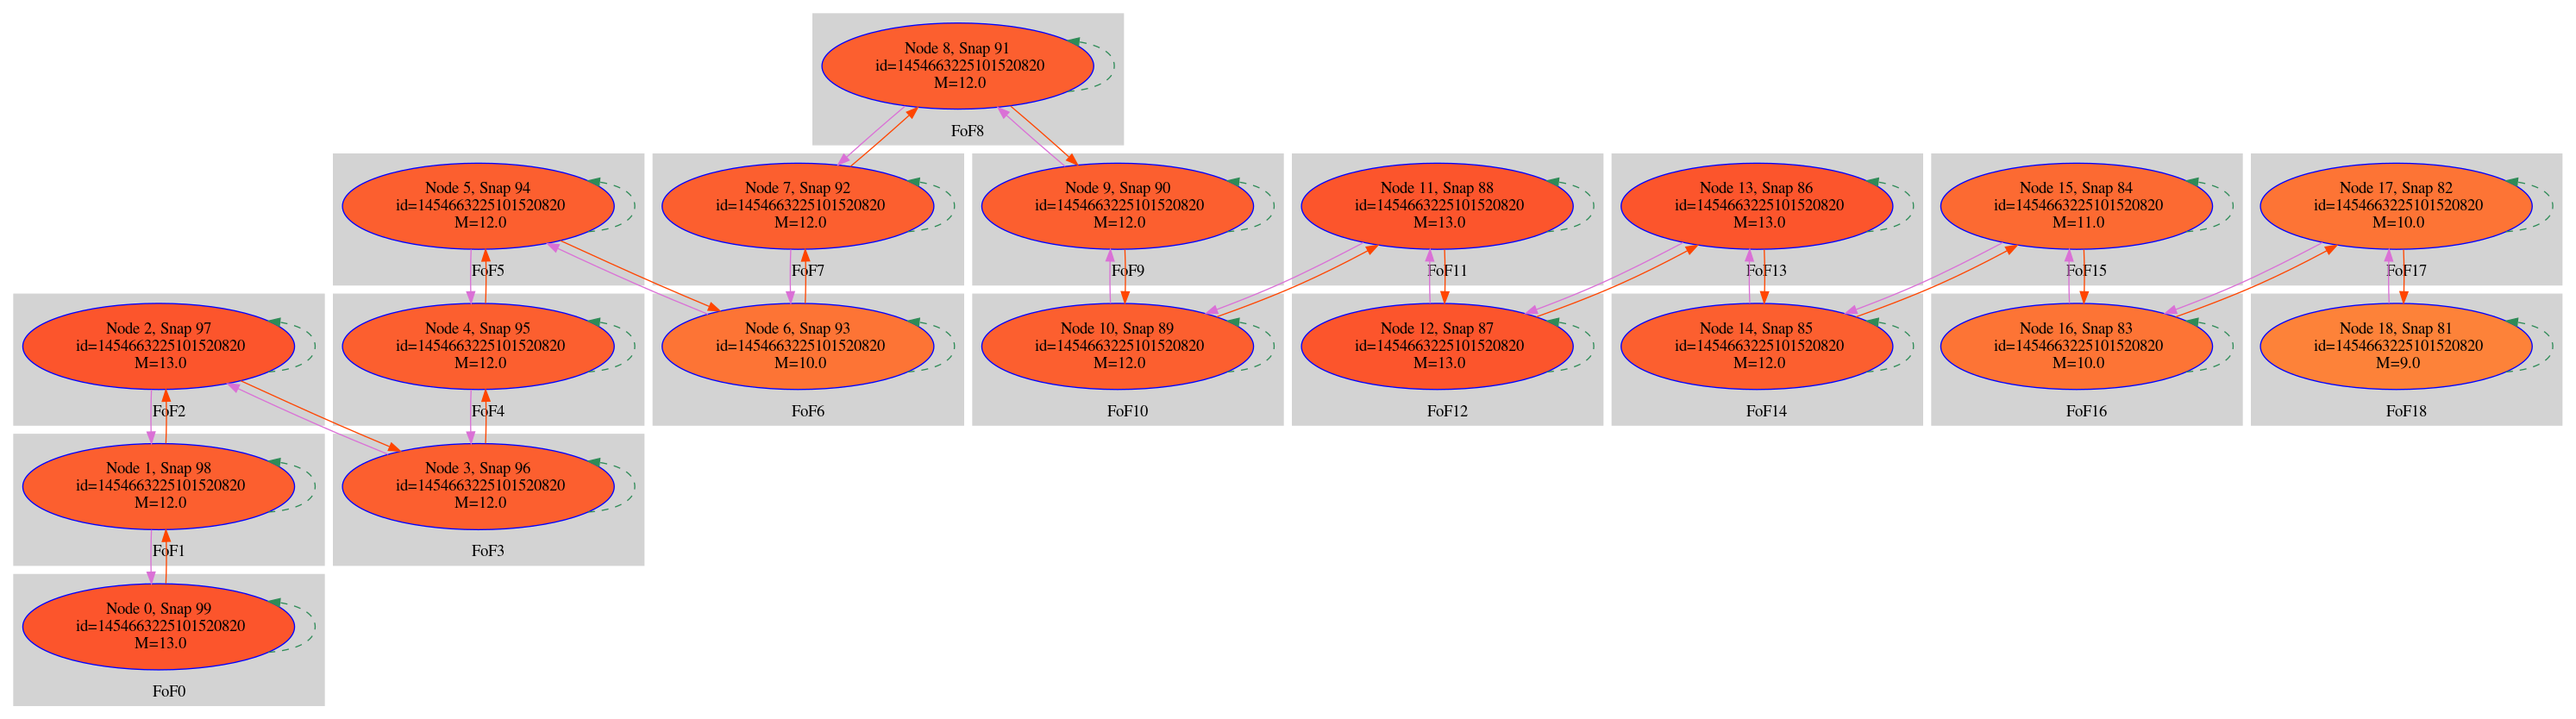 Node 8, Snap 91
id=1454663225101520820
M=12.0
FoF8
Node 5, Snap 94
id=1454663225101520820
M=12.0
FoF5
Node 7, Snap 92
id=1454663225101520820
M=12.0
FoF7
Node 9, Snap 90
id=1454663225101520820
M=12.0
FoF9
Node 11, Snap 88
id=1454663225101520820
M=13.0
FoF11
Node 13, Snap 86
id=1454663225101520820
M=13.0
FoF13
Node 15, Snap 84
id=1454663225101520820
M=11.0
FoF15
Node 17, Snap 82
id=1454663225101520820
M=10.0
FoF17
Node 2, Snap 97
id=1454663225101520820
M=13.0
FoF2
Node 4, Snap 95
id=1454663225101520820
M=12.0
FoF4
Node 6, Snap 93
id=1454663225101520820
M=10.0
FoF6
Node 10, Snap 89
id=1454663225101520820
M=12.0
FoF10
Node 12, Snap 87
id=1454663225101520820
M=13.0
FoF12
Node 14, Snap 85
id=1454663225101520820
M=12.0
FoF14
Node 16, Snap 83
id=1454663225101520820
M=10.0
FoF16
Node 18, Snap 81
id=1454663225101520820
M=9.0
FoF18
Node 1, Snap 98
id=1454663225101520820
M=12.0
FoF1
Node 3, Snap 96
id=1454663225101520820
M=12.0
FoF3
Node 0, Snap 99
id=1454663225101520820
M=13.0
FoF0